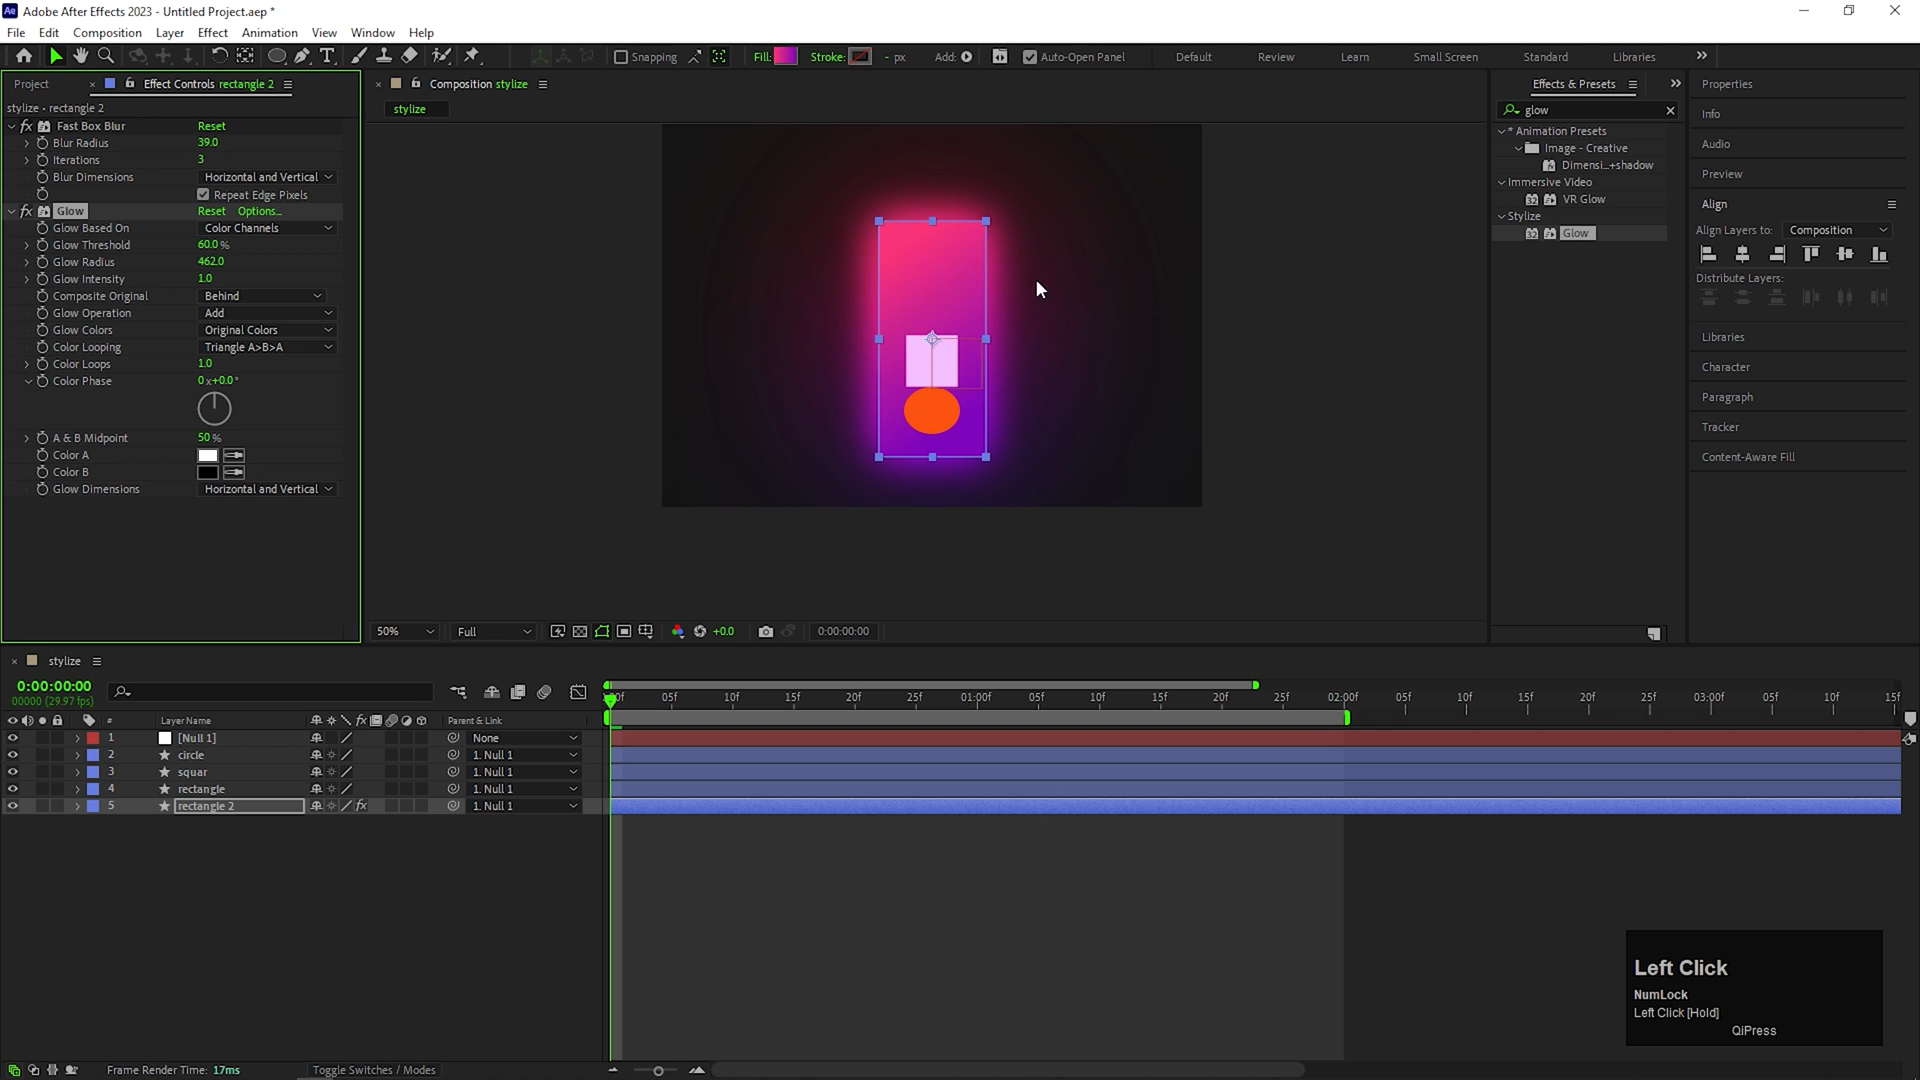 Adobe After Effects 2023 - Untitled Project.aep *
File Edit Composition Layer Effect Animation View Window Help
Snapping Fill: Stroke: - px Add: Auto-Open Panel Default Review Learn Small Screen Standard Libraries
Project Effect Controls rectangle 2
stylize • rectangle 2
fx Fast Box Blur Reset
Blur Radius 39.0
Iterations 3
Blur Dimensions Horizontal and Vertical
Repeat Edge Pixels
fx Glow Reset Options...
Glow Based On Color Channels
Glow Threshold 60.0 %
Glow Radius 462.0
Glow Intensity 1.0
Composite Original Behind
Glow Operation Add
Glow Colors Original Colors
Color Looping Triangle A>B>A
Color Loops 1.0
Color Phase 0x+0.0°
A & B Midpoint 50 %
Color A
Color B
Glow Dimensions Horizontal and Vertical
Composition stylize
stylize
50% Full +0.0 0:00:00:00
Effects & Presets
glow
* Animation Presets
Image - Creative
Dimensi...+shadow
Immersive Video
32 VR Glow
Stylize
32 Glow
Properties
Info
Audio
Preview
Align
Align Layers to: Composition
Distribute Layers:
Libraries
Character
Paragraph
Tracker
Content-Aware Fill
stylize
0:00:00:00
00000 (29.97 fps)
05f 10f 15f 20f 25f 01:00f 05f 10f 15f 20f 25f 02:00f 05f 10f 15f 20f 25f 03:00f 05f 10f 15f
# Layer Name fx Parent & Link
1 [Null 1] None
2 circle 1. Null 1
3 squar 1. Null 1
4 rectangle 1. Null 1
5 rectangle 2 fx 1. Null 1
Frame Render Time: 17ms Toggle Switches / Modes
Left Click
NumLock
Left Click [Hold]
QiPress